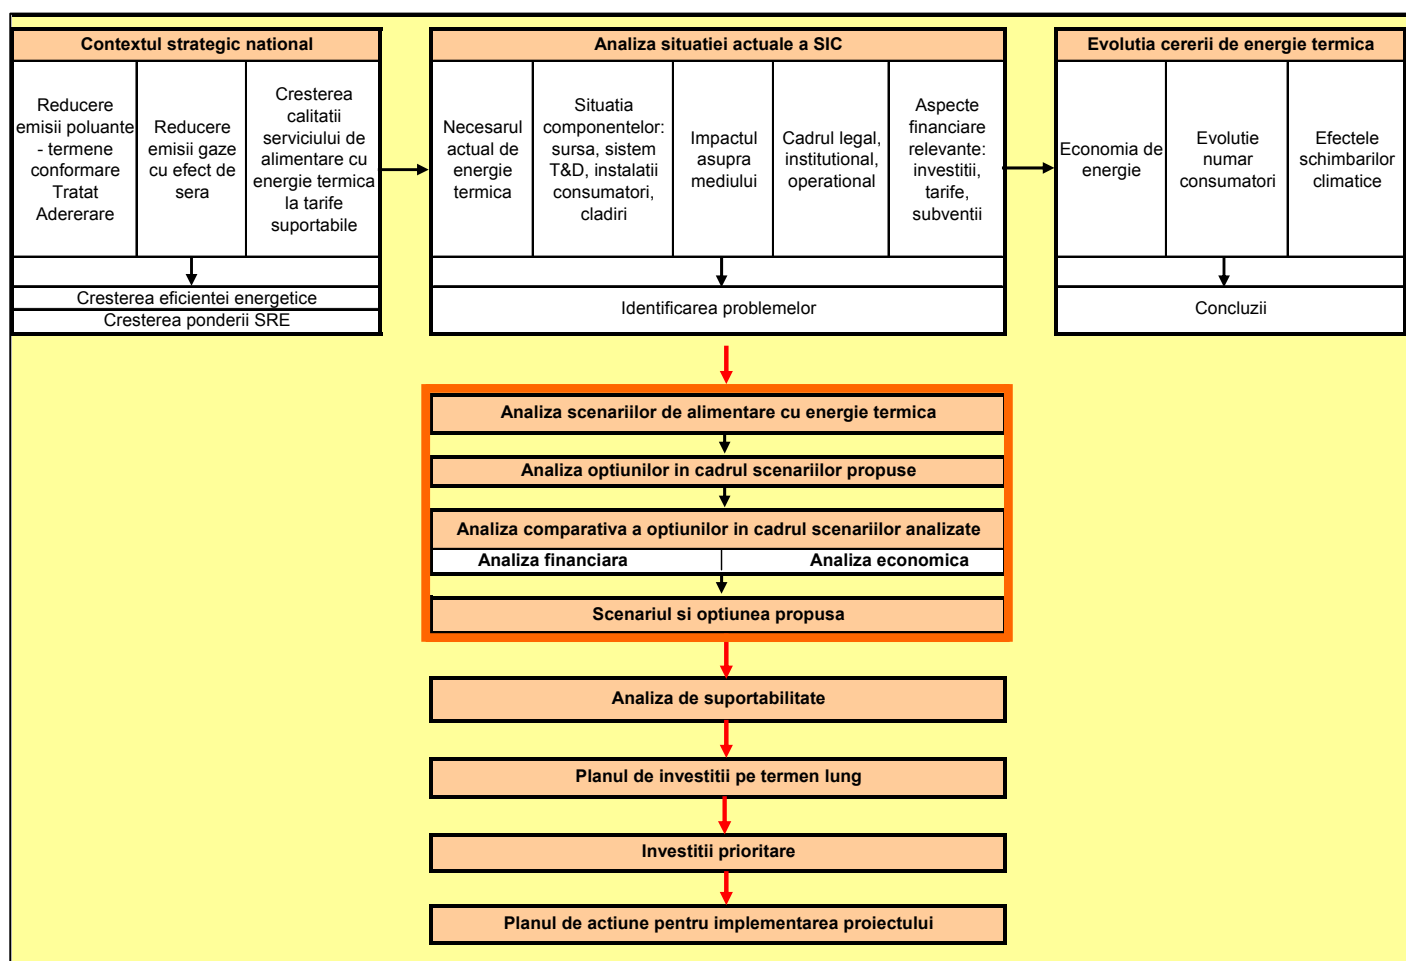 Contextul strategic national
Reducere
emisii poluante
- termene
conformare
Tratat
Adererare
Reducere
emisii gaze
cu efect de
sera
Cresterea
calitatii
serviciului de
alimentare cu
energie termica
la tarife
suportabile
Cresterea eficientei energetice
Cresterea ponderii SRE
Analiza situatiei actuale a SIC
Necesarul
actual de
energie
termica
Situatia
componentelor:
sursa, sistem
T&D, instalatii
consumatori,
cladiri
Impactul
asupra
mediului
Cadrul legal,
institutional,
operational
Aspecte
financiare
relevante:
investitii,
tarife,
subventii
Identificarea problemelor
Evolutia cererii de energie termica
Economia de
energie
Evolutie
numar
consumatori
Efectele
schimbarilor
climatice
Concluzii
Analiza scenariilor de alimentare cu energie termica
Analiza optiunilor in cadrul scenariilor propuse
Analiza comparativa a optiunilor in cadrul scenariilor analizate
Analiza financiara
Analiza economica
Scenariul si optiunea propusa
Analiza de suportabilitate
Planul de investitii pe termen lung
Investitii prioritare
Planul de actiune pentru implementarea proiectului